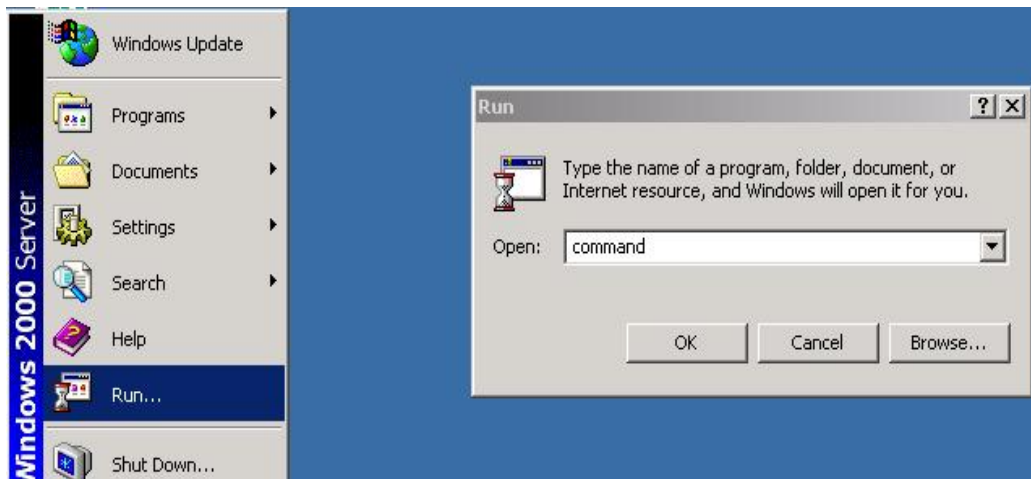 Windows Update
Programs
Documents
Settings
Search
Help
Run...
Shut Down...
Windows 2000 Server
Run
Type the name of a program, folder, document, or
Internet resource, and Windows will open it for you.
Open: command
OK Cancel Browse...